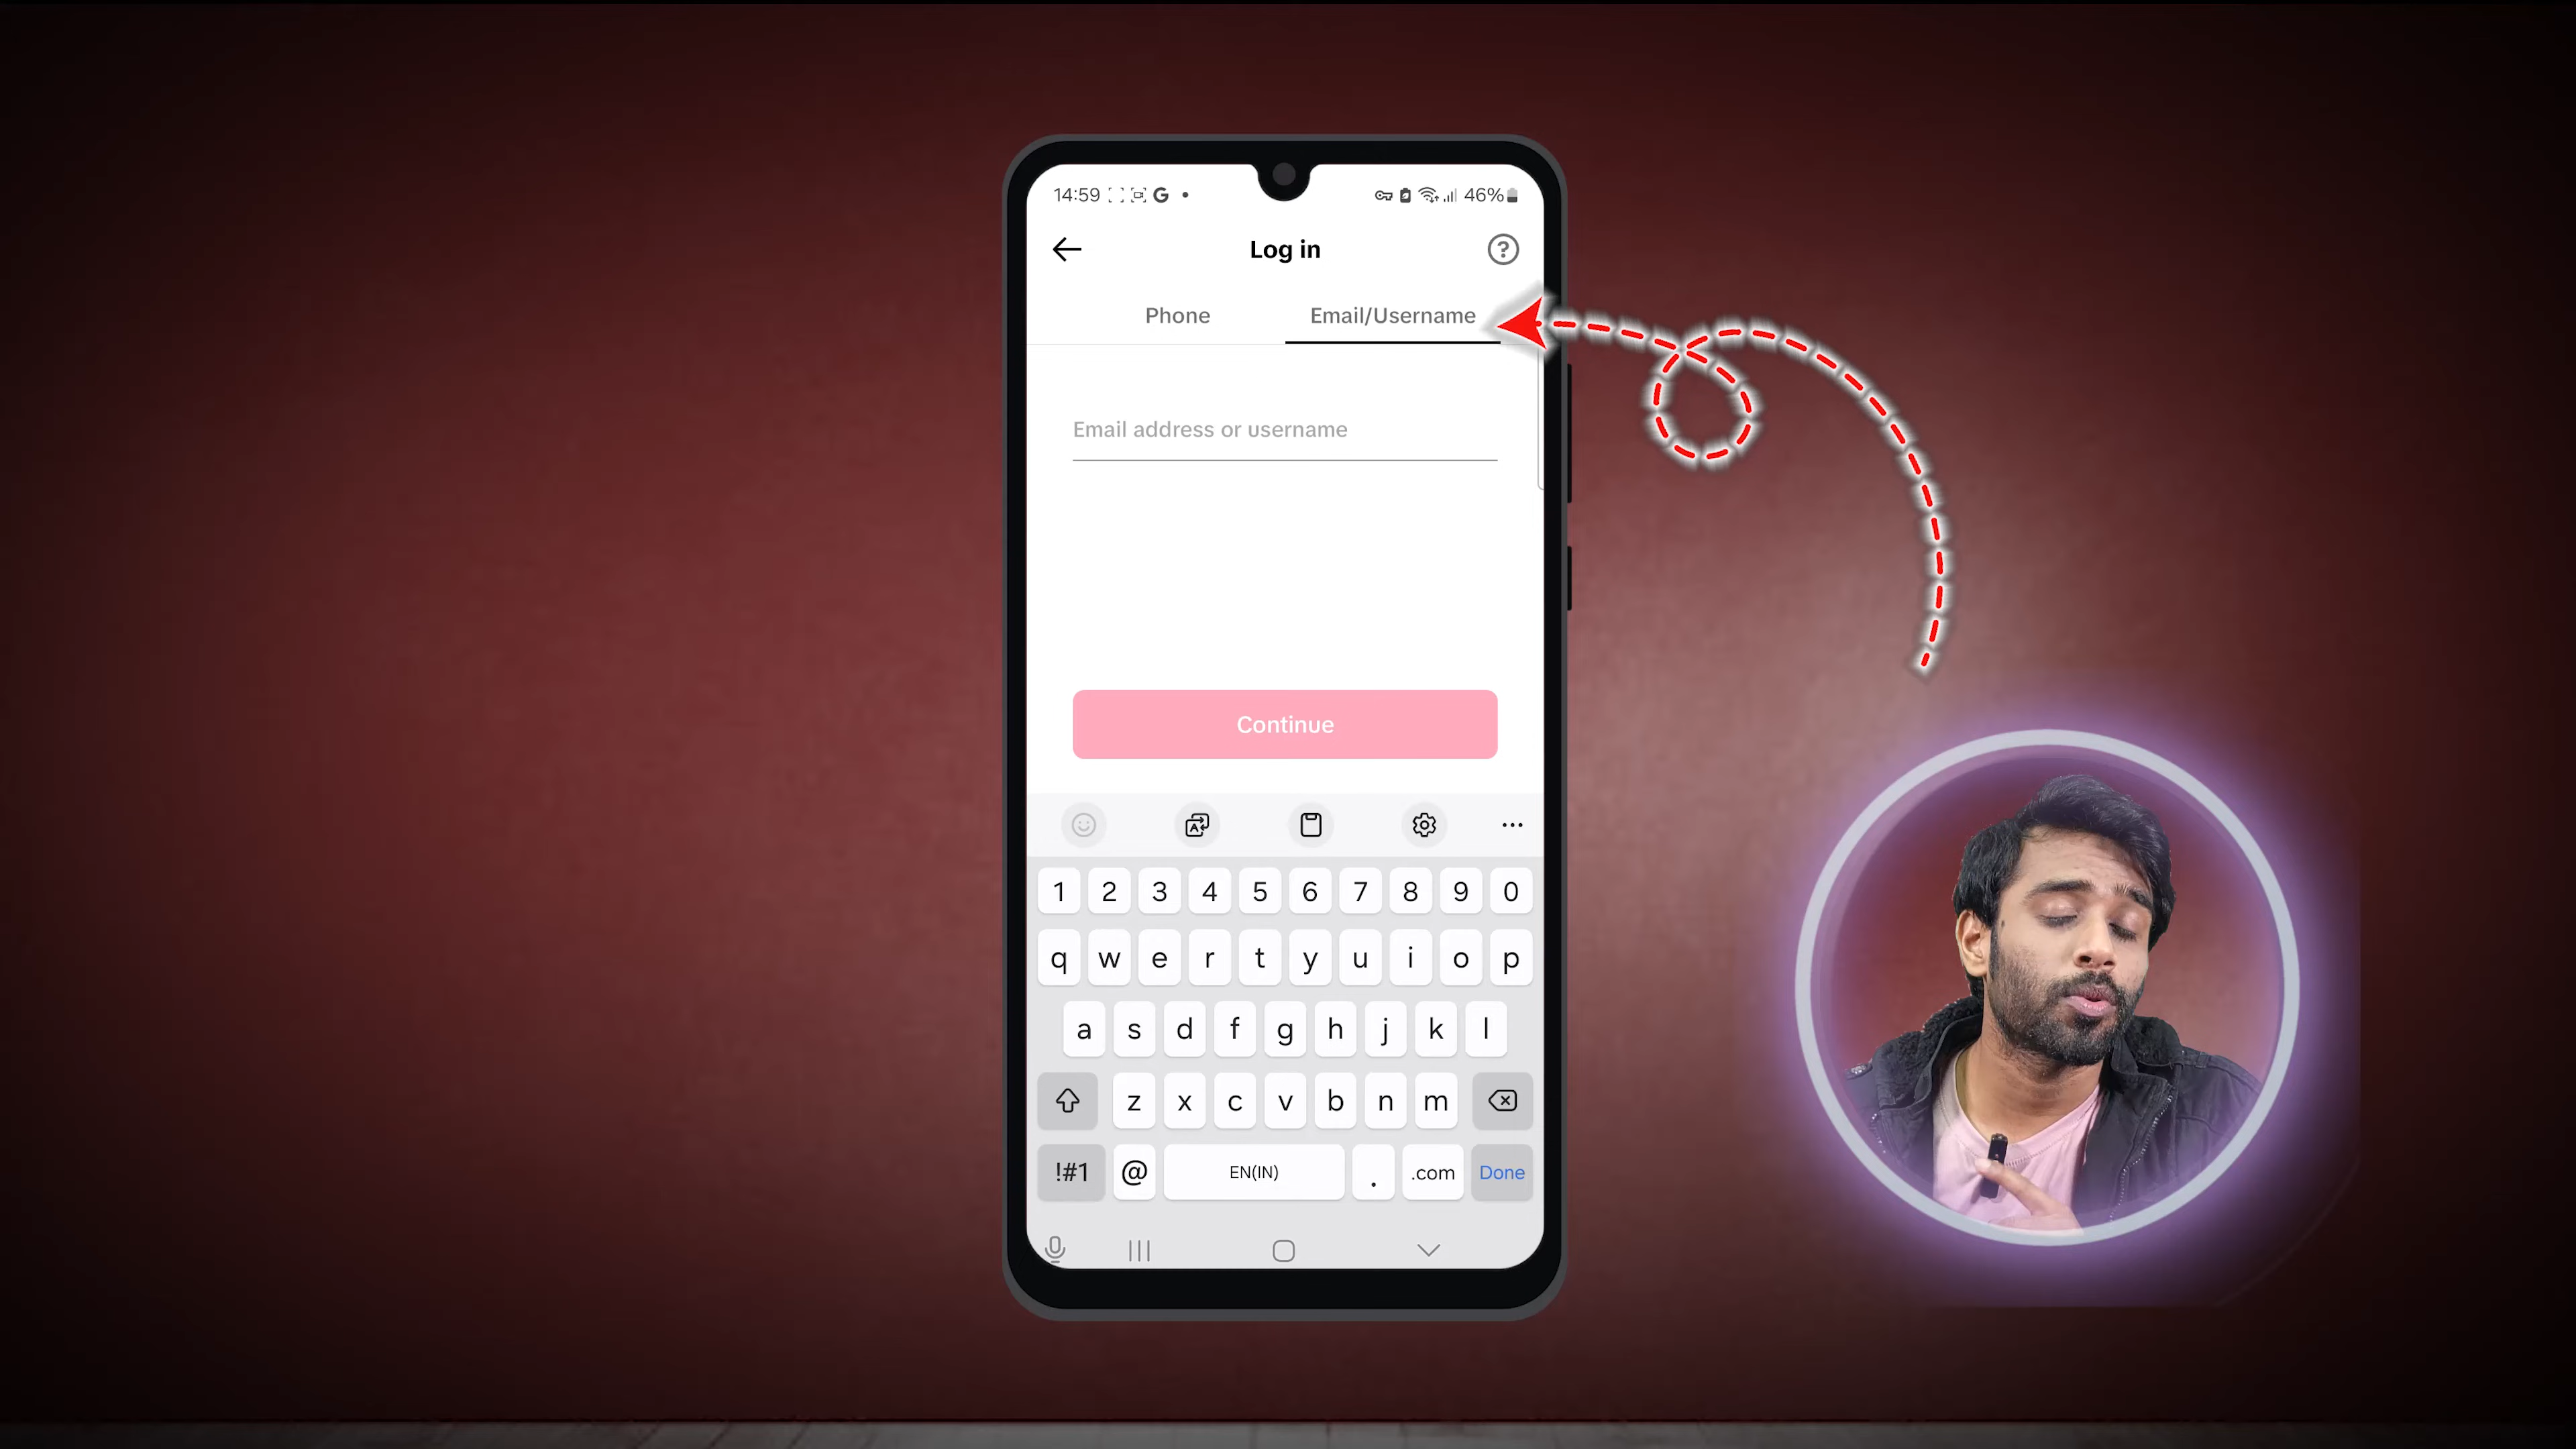 14:59 G 46%
Log in
Phone Email/Username
Email address or username
Continue
1 2 3 4 5 6 7 8 9 0
q w e r t y u i o p
a s d f g h j k l
z x c v b n m
!#1 @ EN(IN) . .com Done